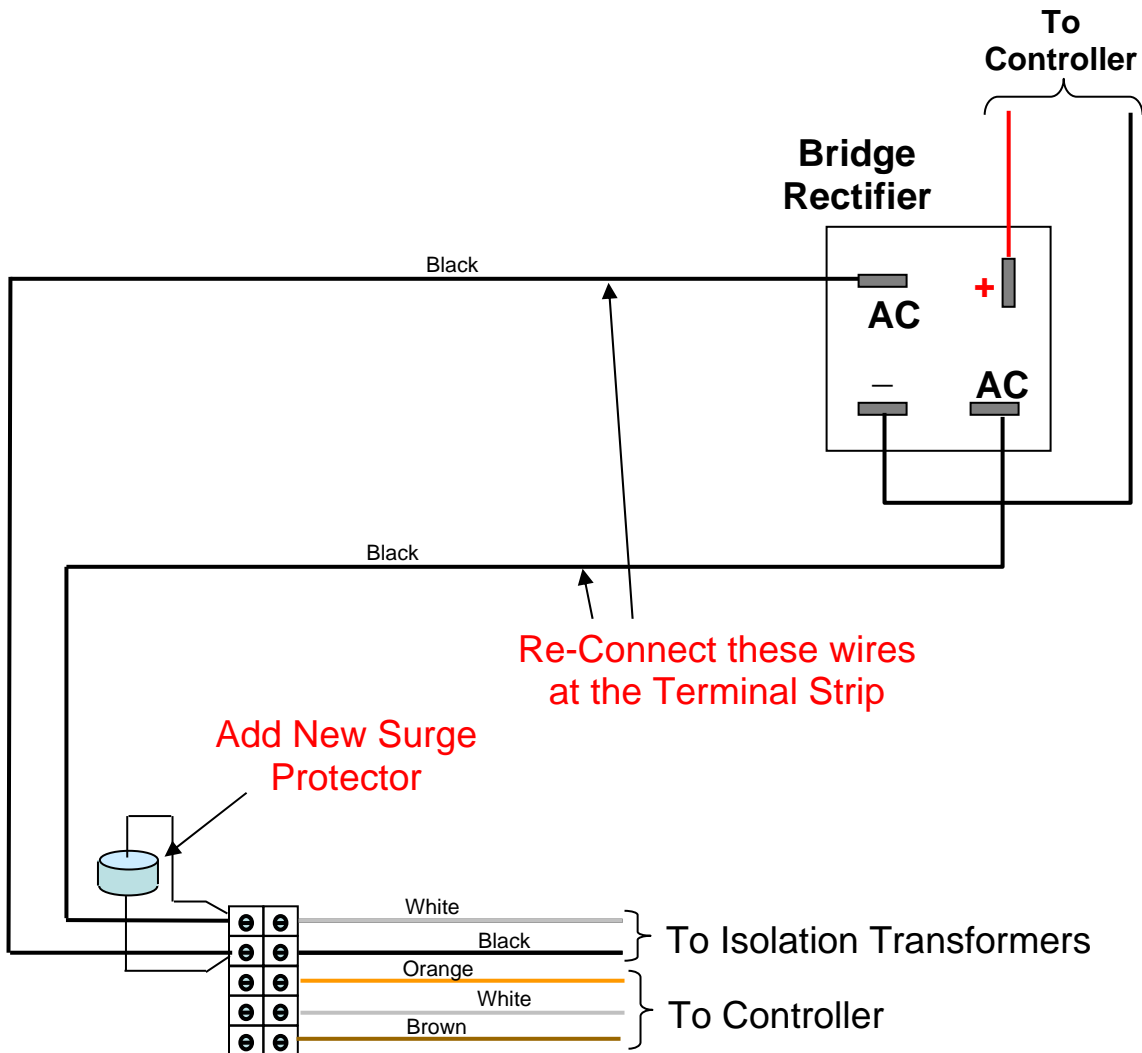 To
Controller
Bridge
Rectifier
Black
+
AC
–
AC
Black
Re-Connect these wires
at the Terminal Strip
Add New Surge
Protector
White
Black
To Isolation Transformers
Orange
White
To Controller
Brown